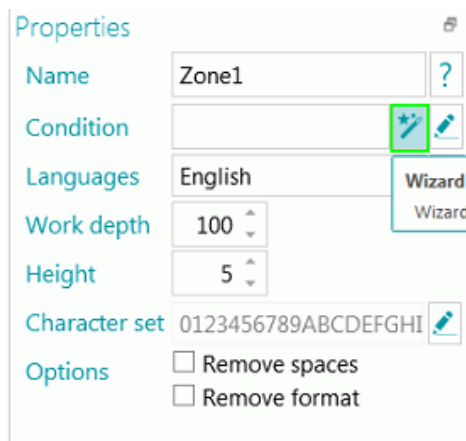 Properties
Name Zone1 ?
Condition
Languages English
Wizard
Wizard
Work depth 100
Height 5
Character set 0123456789ABCDEFGHI
Options Remove spaces
Remove format